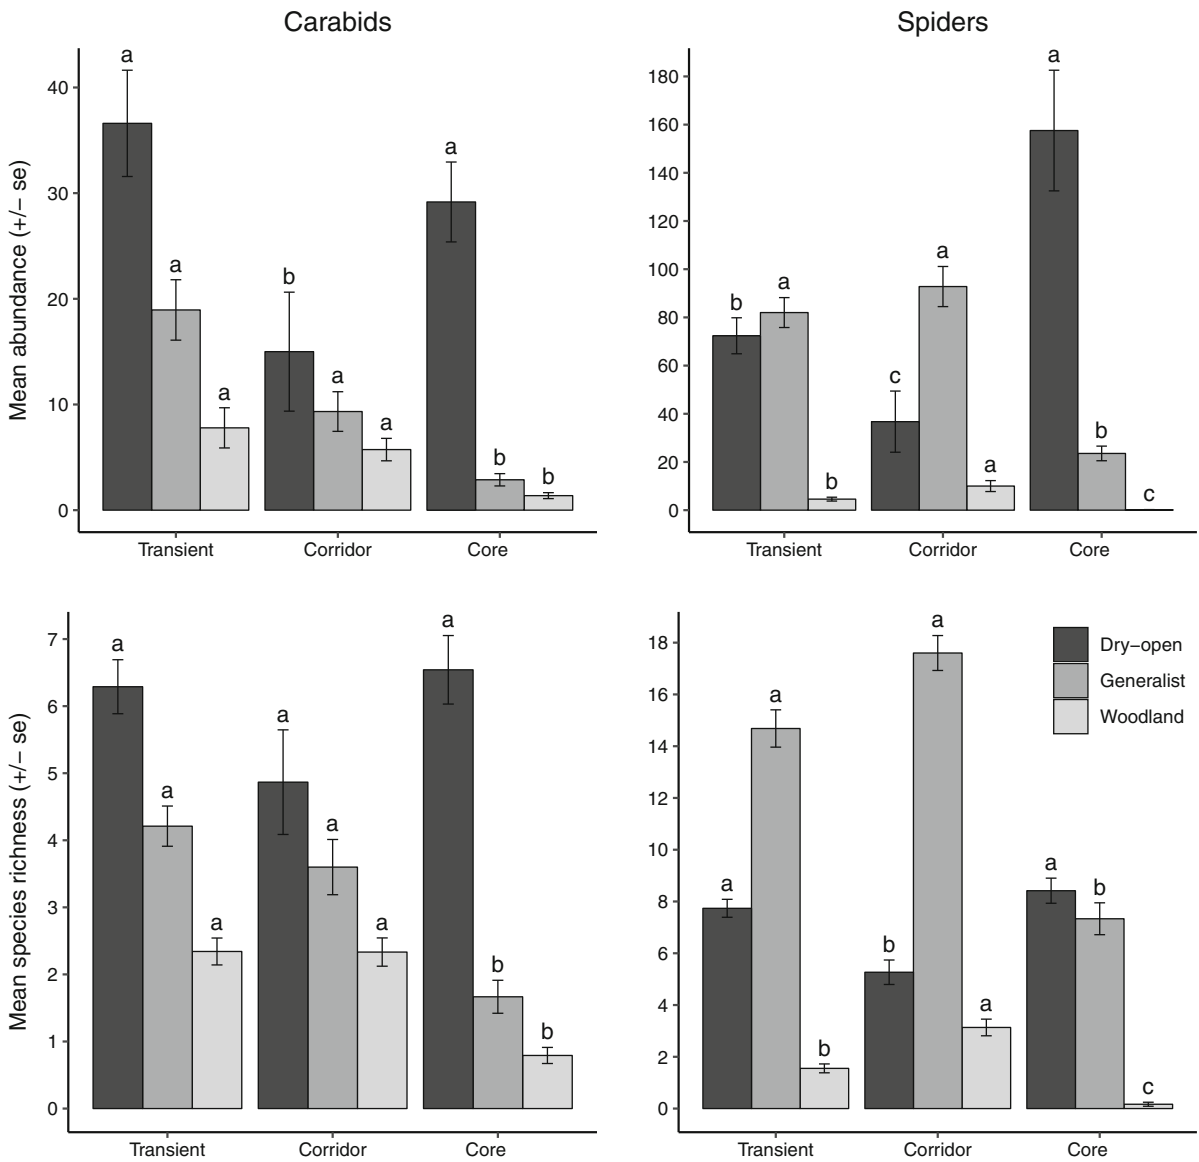 Carabids
Spiders
Mean abundance (+/− se)
40
30
20
10
0
a
a
a
b
a
a
a
b
b
Transient
Corridor
Core
180
160
140
120
100
80
60
40
20
0
b
a
b
c
a
a
a
b
c
Transient
Corridor
Core
Mean species richness (+/− se)
7
6
5
4
3
2
1
0
a
a
a
a
a
a
a
b
b
Transient
Corridor
Core
18
16
14
12
10
8
6
4
2
0
a
a
b
b
a
a
a
b
c
Dry−open
Generalist
Woodland
Transient
Corridor
Core